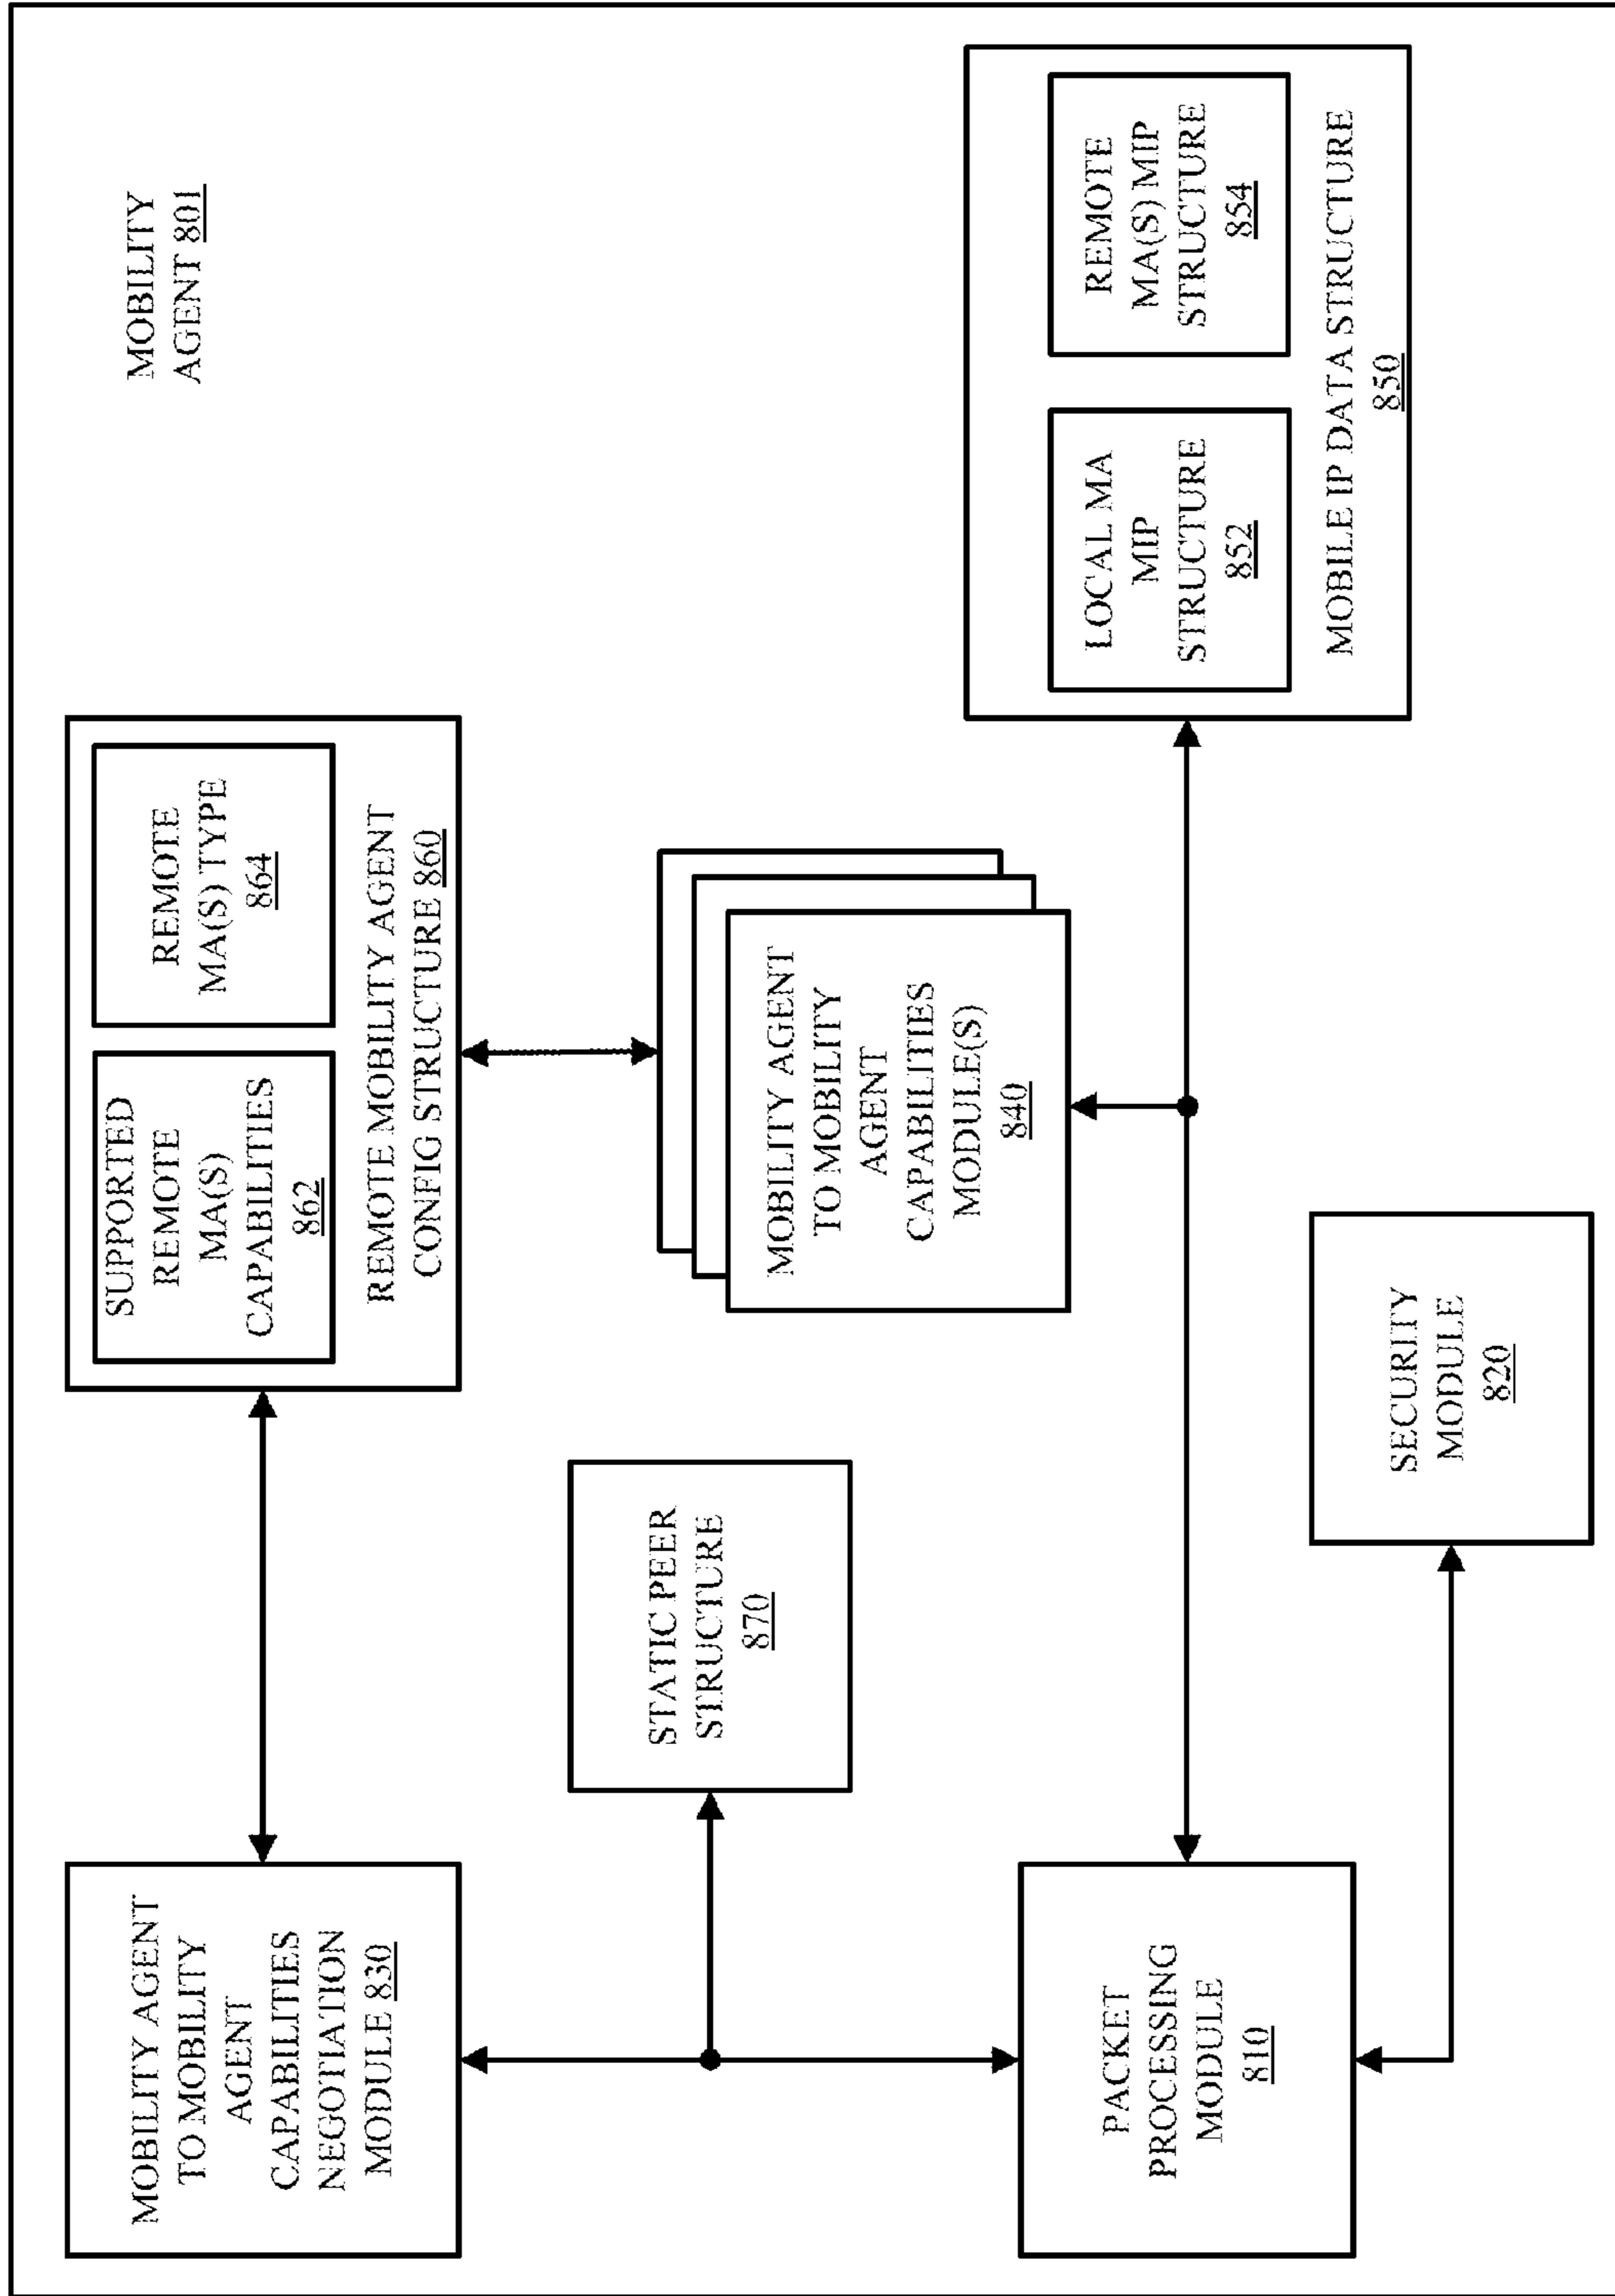 MOBILITY AGENT
TO MOBILITY
AGENT
CAPABILITIES
NEGOTIATION
MODULE 830
SUPPORTED
REMOTE
MA(S)
CAPABILITIES
862
REMOTE
MA(S) TYPE
864
REMOTE MOBILITY AGENT
CONFIG STRUCTURE 860
MOBILITY
AGENT 801
STATIC PEER
STRUCTURE
870
MOBILITY AGENT
TO MOBILITY
AGENT
CAPABILITIES
MODULE(S)
840
PACKET
PROCESSING
MODULE
810
SECURITY
MODULE
820
LOCAL MA
MIP
STRUCTURE
852
REMOTE
MA(S) MIP
STRUCTURE
854
MOBILE IP DATA STRUCTURE
850